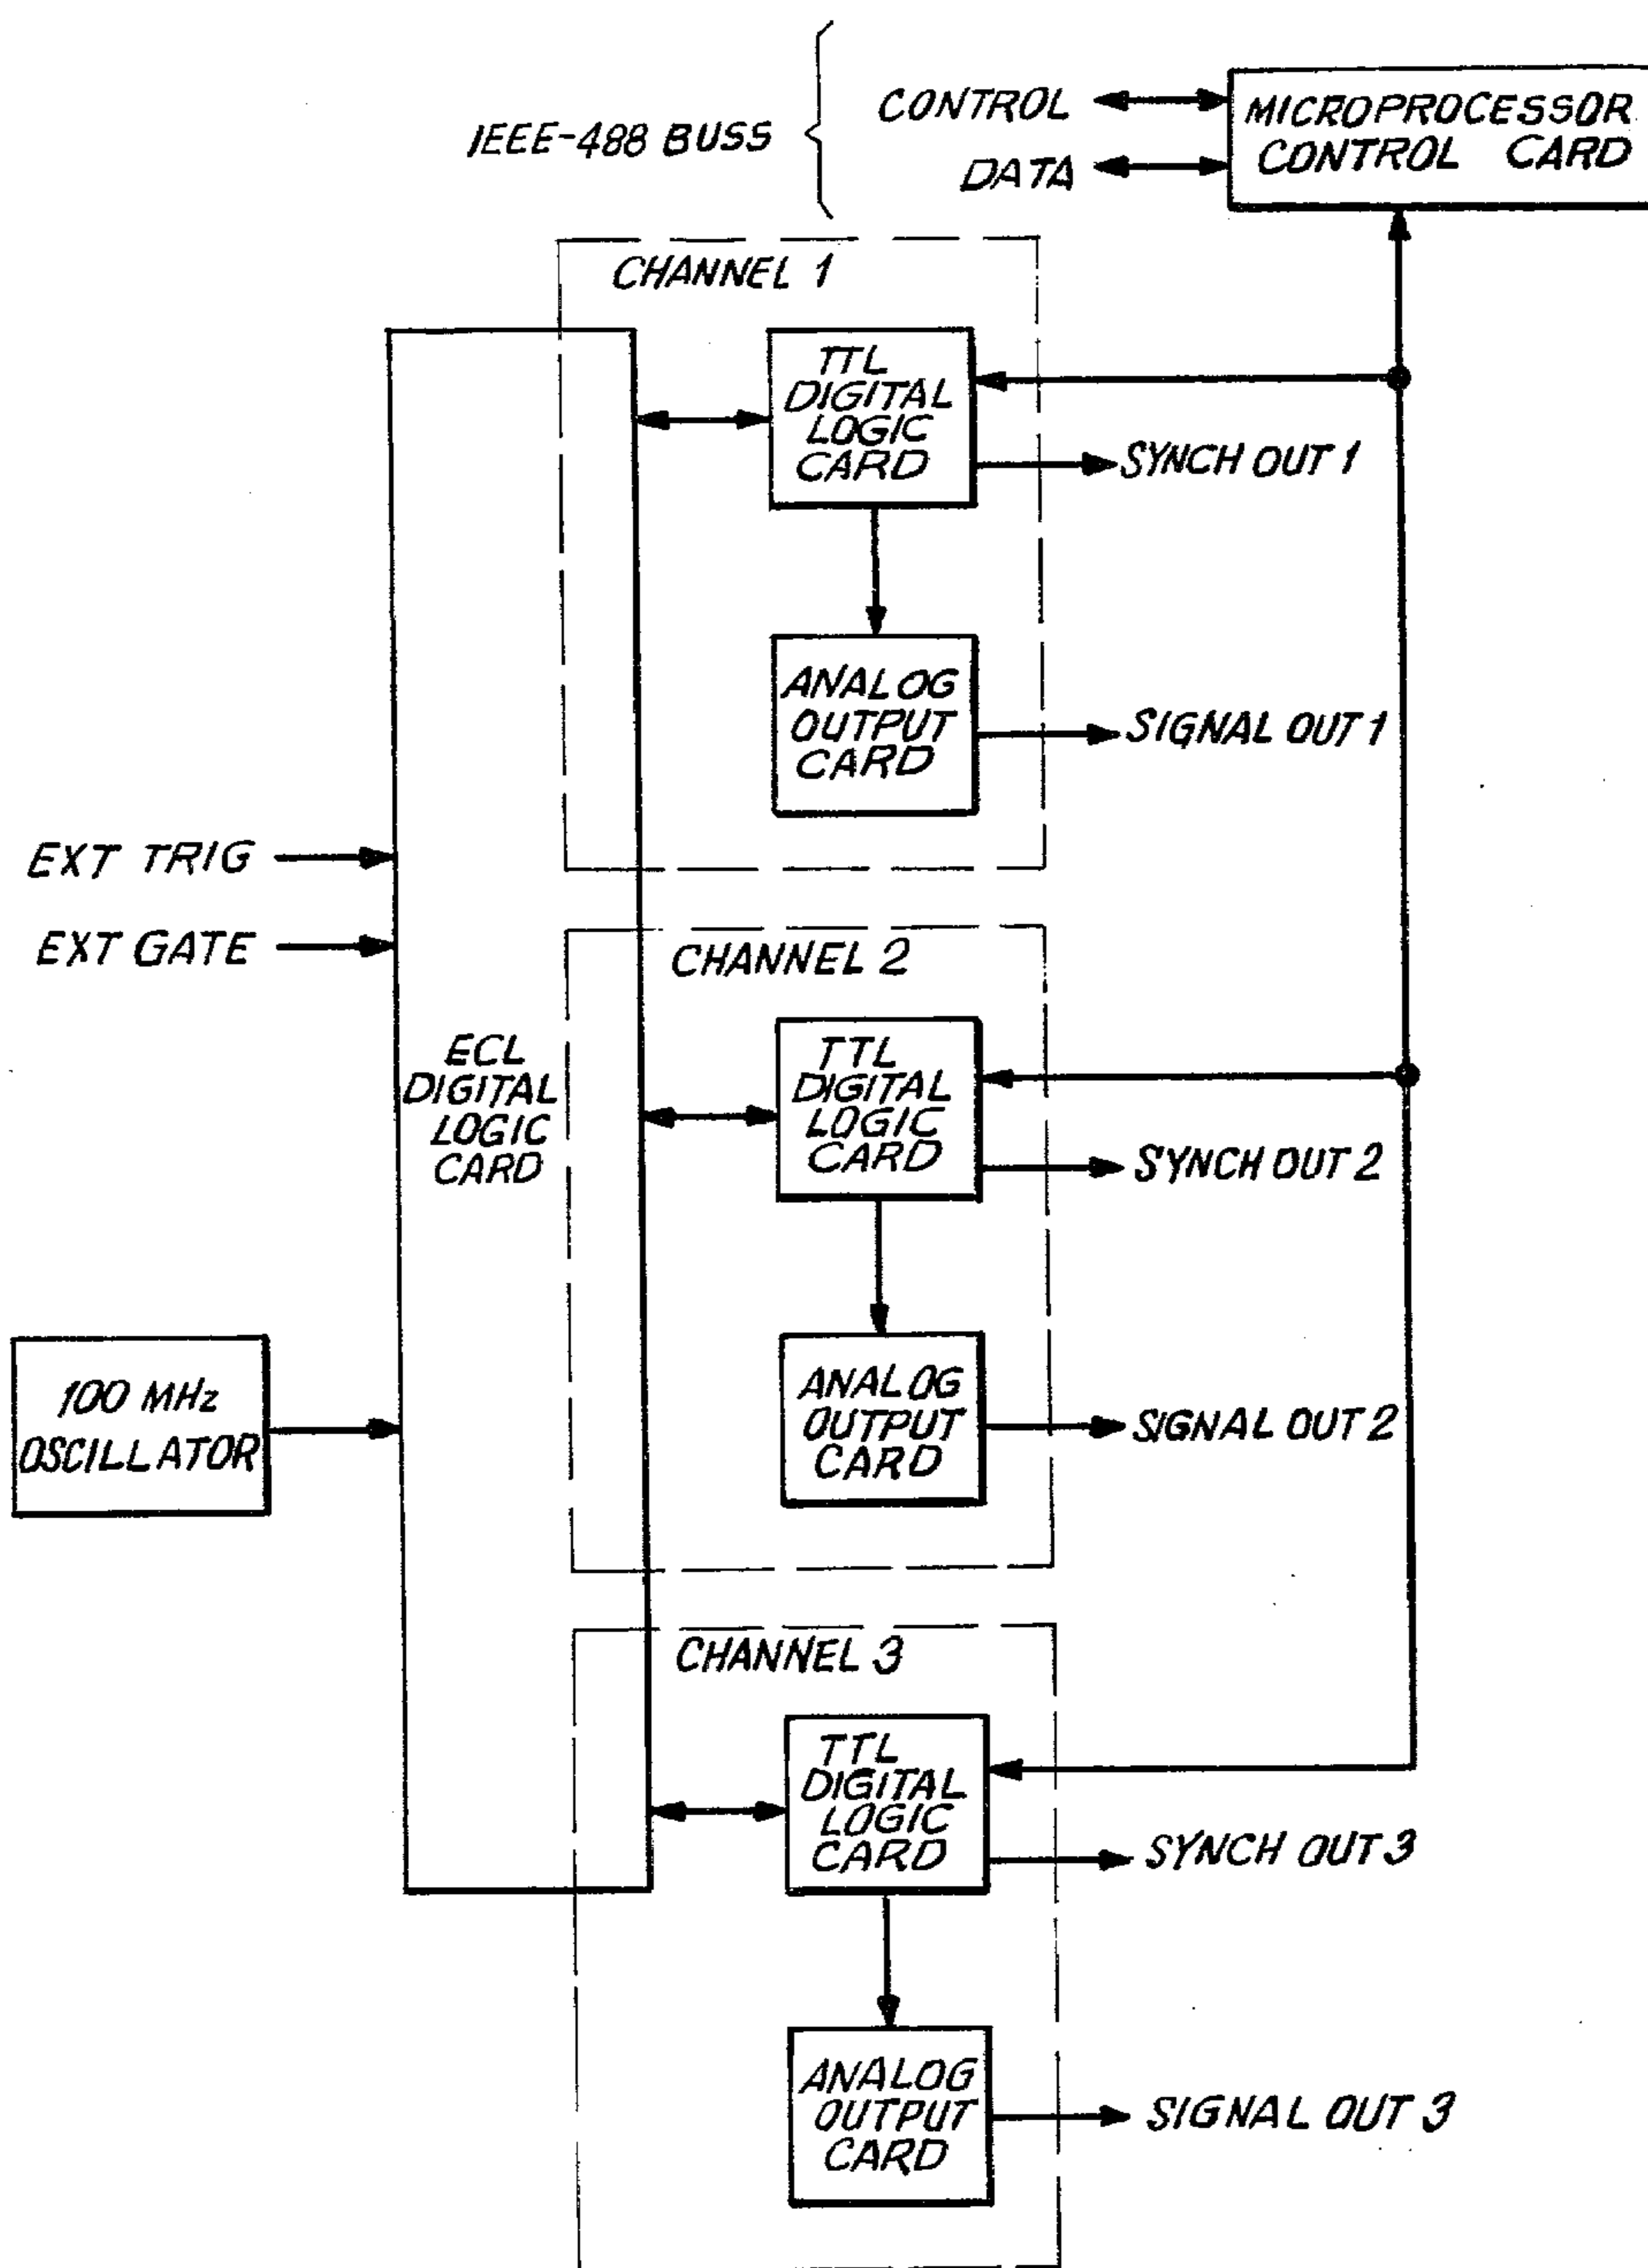 IEEE-488 BUSS
CONTROL
DATA
MICROPROCESSOR
CONTROL CARD
CHANNEL 1
TTL
DIGITAL
LOGIC
CARD
SYNCH OUT 1
ANALOG
OUTPUT
CARD
SIGNAL OUT 1
EXT TRIG
EXT GATE
ECL
DIGITAL
LOGIC
CARD
CHANNEL 2
TTL
DIGITAL
LOGIC
CARD
SYNCH OUT 2
100 MHz
OSCILLATOR
ANALOG
OUTPUT
CARD
SIGNAL OUT 2
CHANNEL 3
TTL
DIGITAL
LOGIC
CARD
SYNCH OUT 3
ANALOG
OUTPUT
CARD
SIGNAL OUT 3